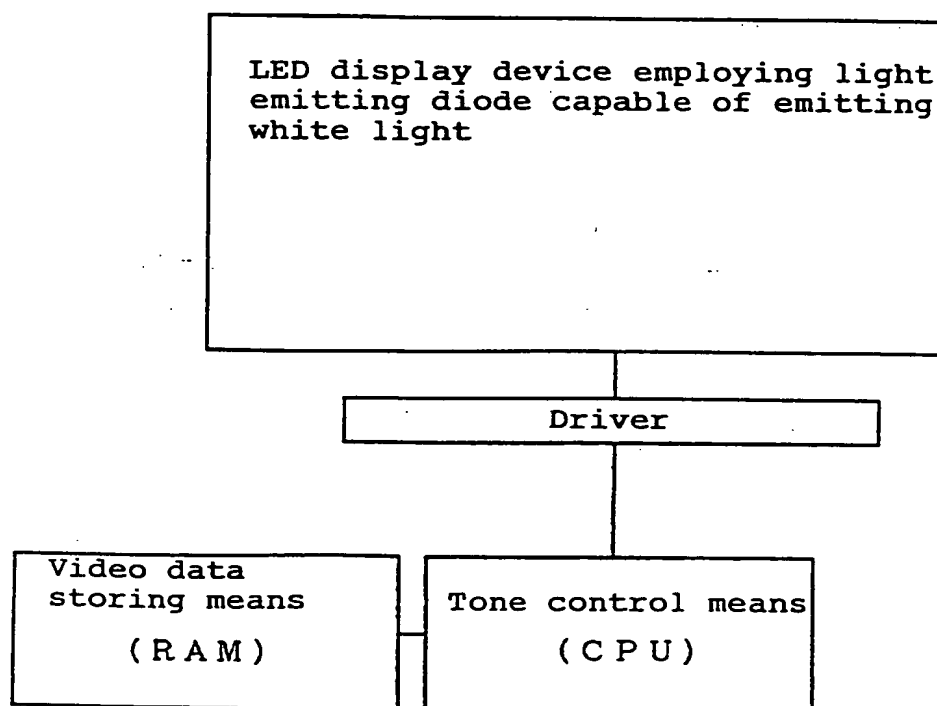 LED display device employing light
emitting diode capable of emitting
white light
Driver
Video data
storing means
(RAM)
Tone control means
(CPU)